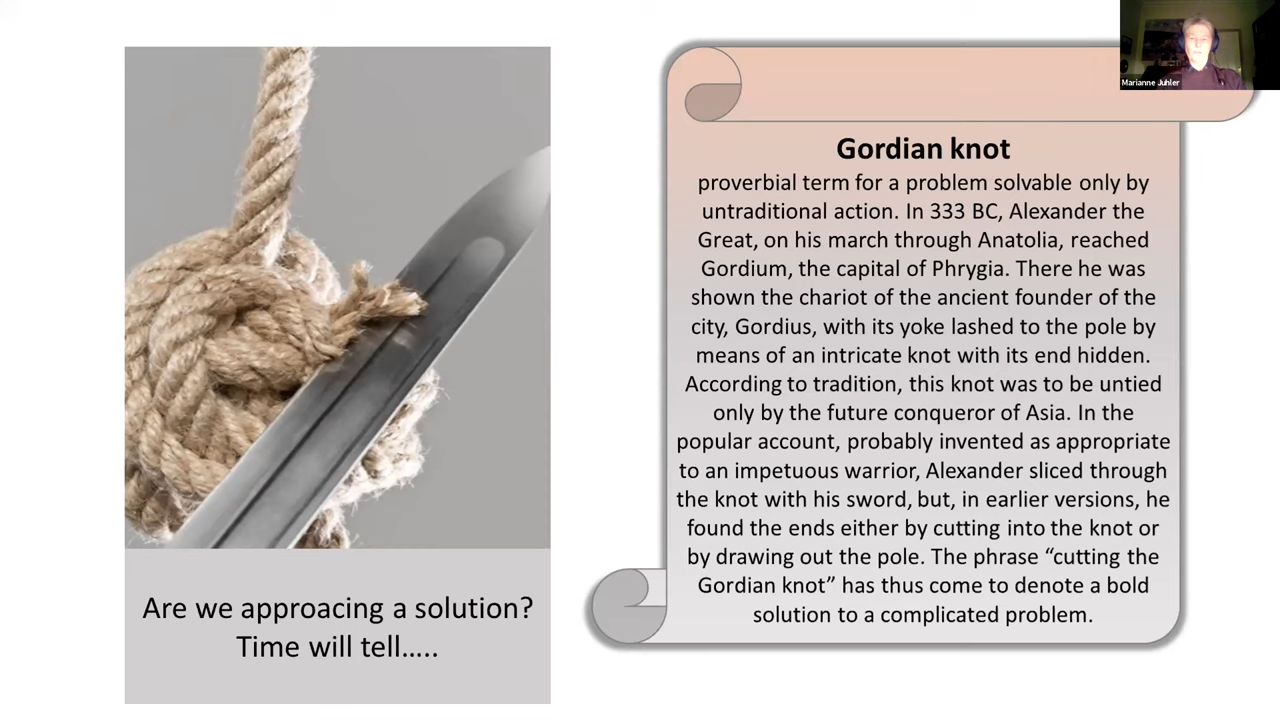 Marianne Juhler
Gordian knot
proverbial term for a problem solvable only by
untraditional action. In 333 BC, Alexander the
Great, on his march through Anatolia, reached
Gordium, the capital of Phrygia. There he was
shown the chariot of the ancient founder of the
city, Gordius, with its yoke lashed to the pole by
means of an intricate knot with its end hidden.
According to tradition, this knot was to be untied
only by the future conqueror of Asia. In the
popular account, probably invented as appropriate
to an impetuous warrior, Alexander sliced through
the knot with his sword, but, in earlier versions, he
found the ends either by cutting into the knot or
by drawing out the pole. The phrase “cutting the
Gordian knot” has thus come to denote a bold
solution to a complicated problem.
Are we approacing a solution?
Time will tell…..